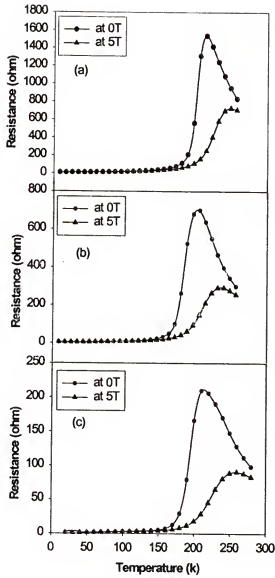 1800
1600
1400
1200
1000
800
600
400
200
0
Resistance (ohm)
at 0T
at 5T
(a)
800
600
400
200
0
Resistance (ohm)
at 0T
at 5T
(b)
250
200
150
100
50
0
Resistance (ohm)
at 0T
at 5T
(c)
0 50 100 150 200 250 300
Temperature (k)